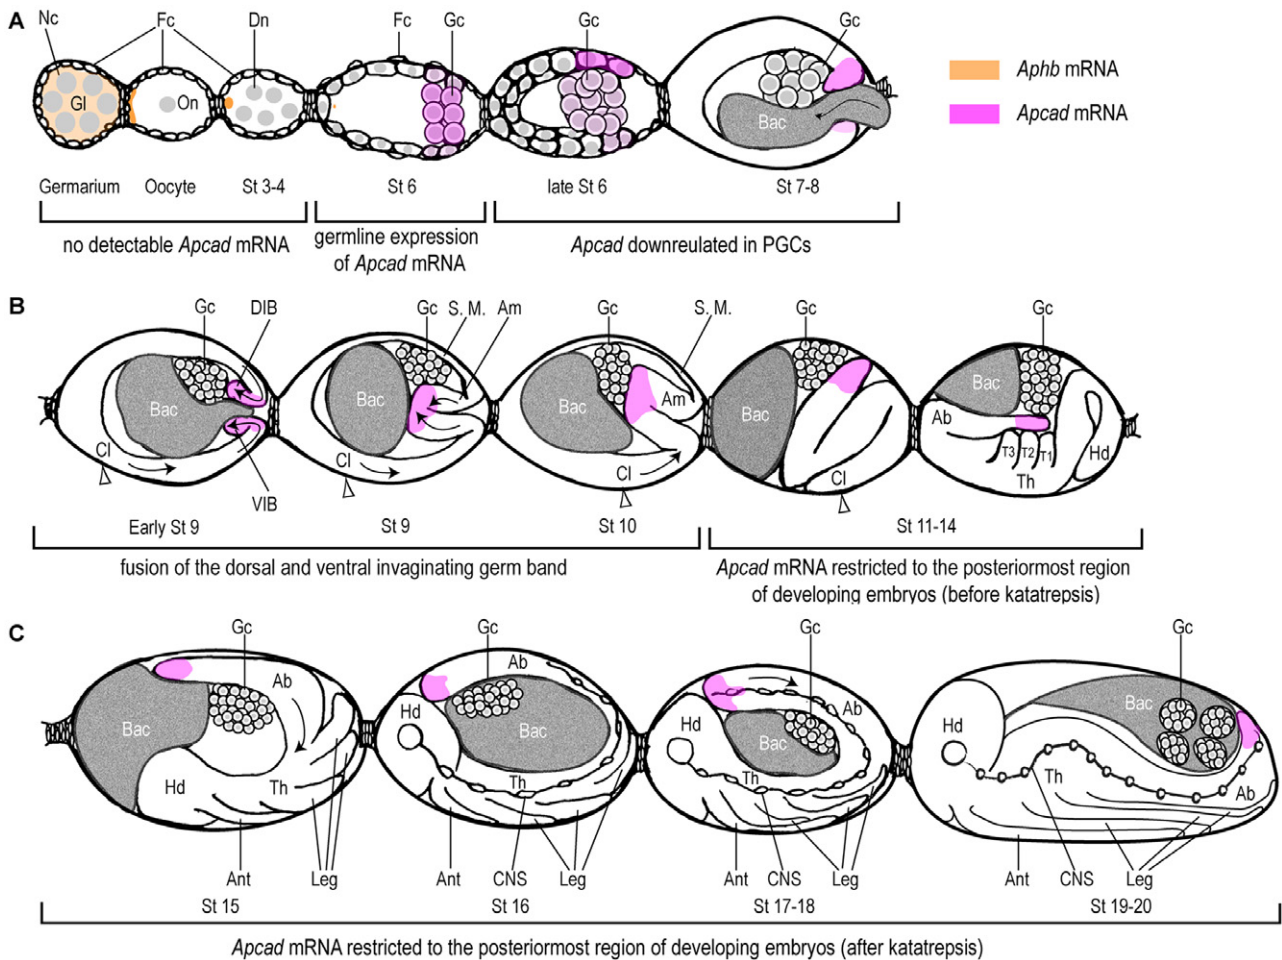 A
Nc Fc Dn Fc Gc Gc Gc
Gl On Bac
Aphb mRNA
Apcad mRNA
Germarium Oocyte St 3-4 St 6 late St 6 St 7-8
no detectable Apcad mRNA
germline expression
of Apcad mRNA
Apcad downreulated in PGCs
B
Gc DIB Gc S. M. Am Gc S. M. Gc Gc
Bac Bac Bac Am Bac Bac Ab
Cl VIB Cl Cl Cl T3 T2 T1 Th Hd
Early St 9 St 9 St 10 St 11-14
fusion of the dorsal and ventral invaginating germ band
Apcad mRNA restricted to the posteriormost region
of developing embryos (before katatrepsis)
C
Gc Gc Gc Gc
Ab Ab Ab Bac
Bac Hd Bac Hd Bac Hd
Hd Th Th Th Th Ab
Ant Leg Ant CNS Leg Ant CNS Leg Ant CNS Leg
St 15 St 16 St 17-18 St 19-20
Apcad mRNA restricted to the posteriormost region of developing embryos (after katatrepsis)